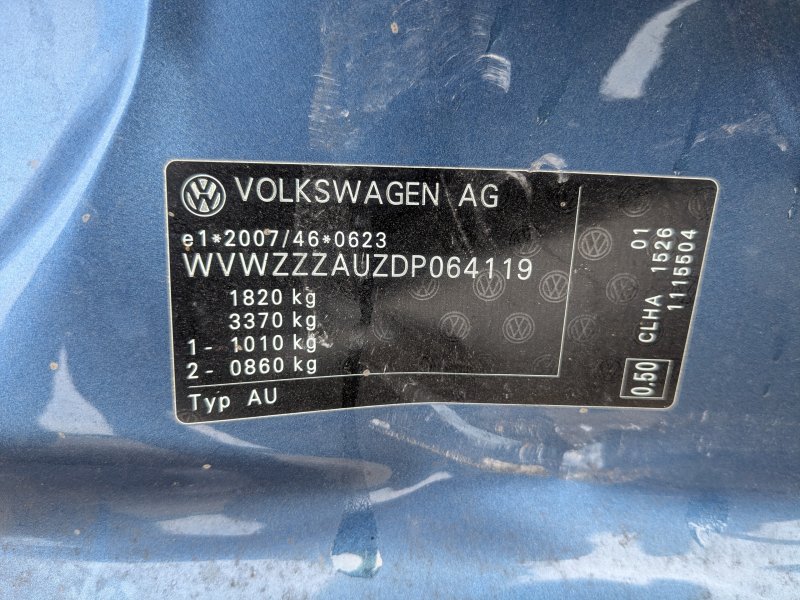 VOLKSWAGEN AG
e1*2007/46*0623
WVWZZZAUZDP064119
1820 kg
3370 kg
1 - 1010 kg
2 - 0860 kg
Typ AU
01
CLHA 1526
1115504
0.50